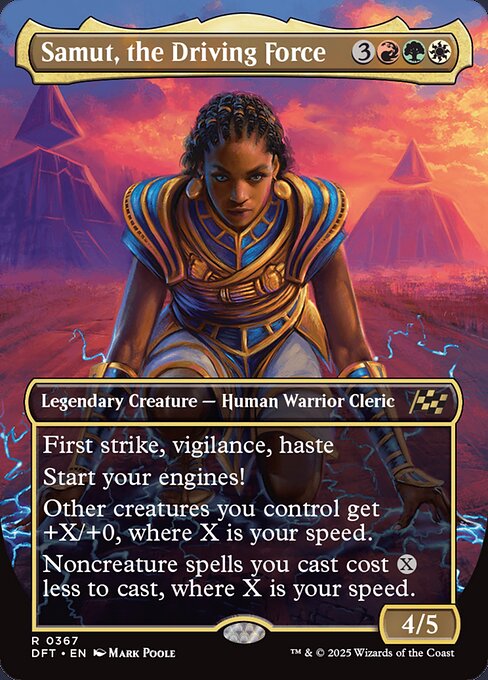 Samut, the Driving Force 3
Legendary Creature — Human Warrior Cleric
First strike, vigilance, haste
Start your engines!
Other creatures you control get
+X/+0, where X is your speed.
Noncreature spells you cast cost X
less to cast, where X is your speed.
4/5
R 0367
DFT • EN Mark Poole
™ & © 2025 Wizards of the Coast